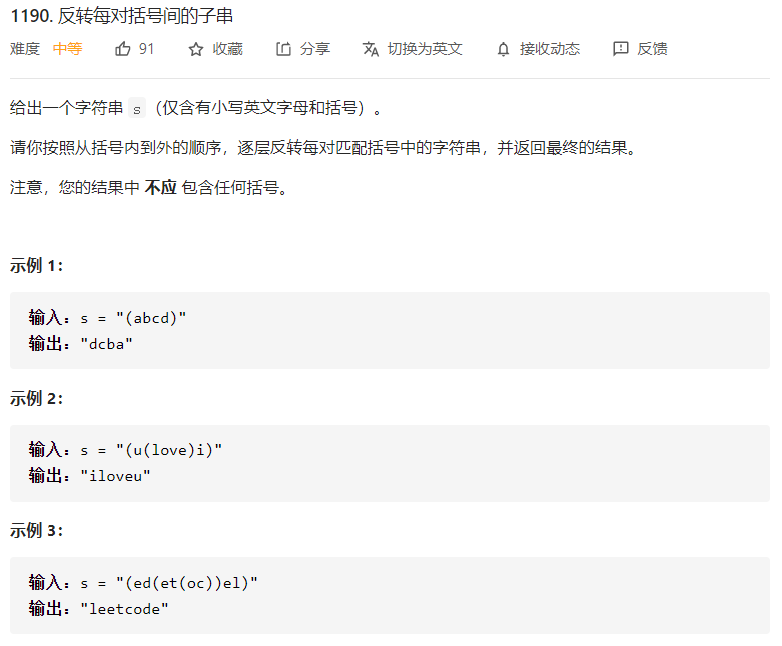 1190. 反转每对括号间的子串
难度 中等 91 收藏 分享 切换为英文 接收动态 反馈
给出一个字符串 s（仅含有小写英文字母和括号）。
请你按照从括号内到外的顺序，逐层反转每对匹配括号中的字符串，并返回最终的结果。
注意，您的结果中 不应 包含任何括号。
示例 1：
输入：s = "(abcd)"
输出："dcba"
示例 2：
输入：s = "(u(love)i)"
输出："iloveu"
示例 3：
输入：s = "(ed(et(oc))el)"
输出："leetcode"